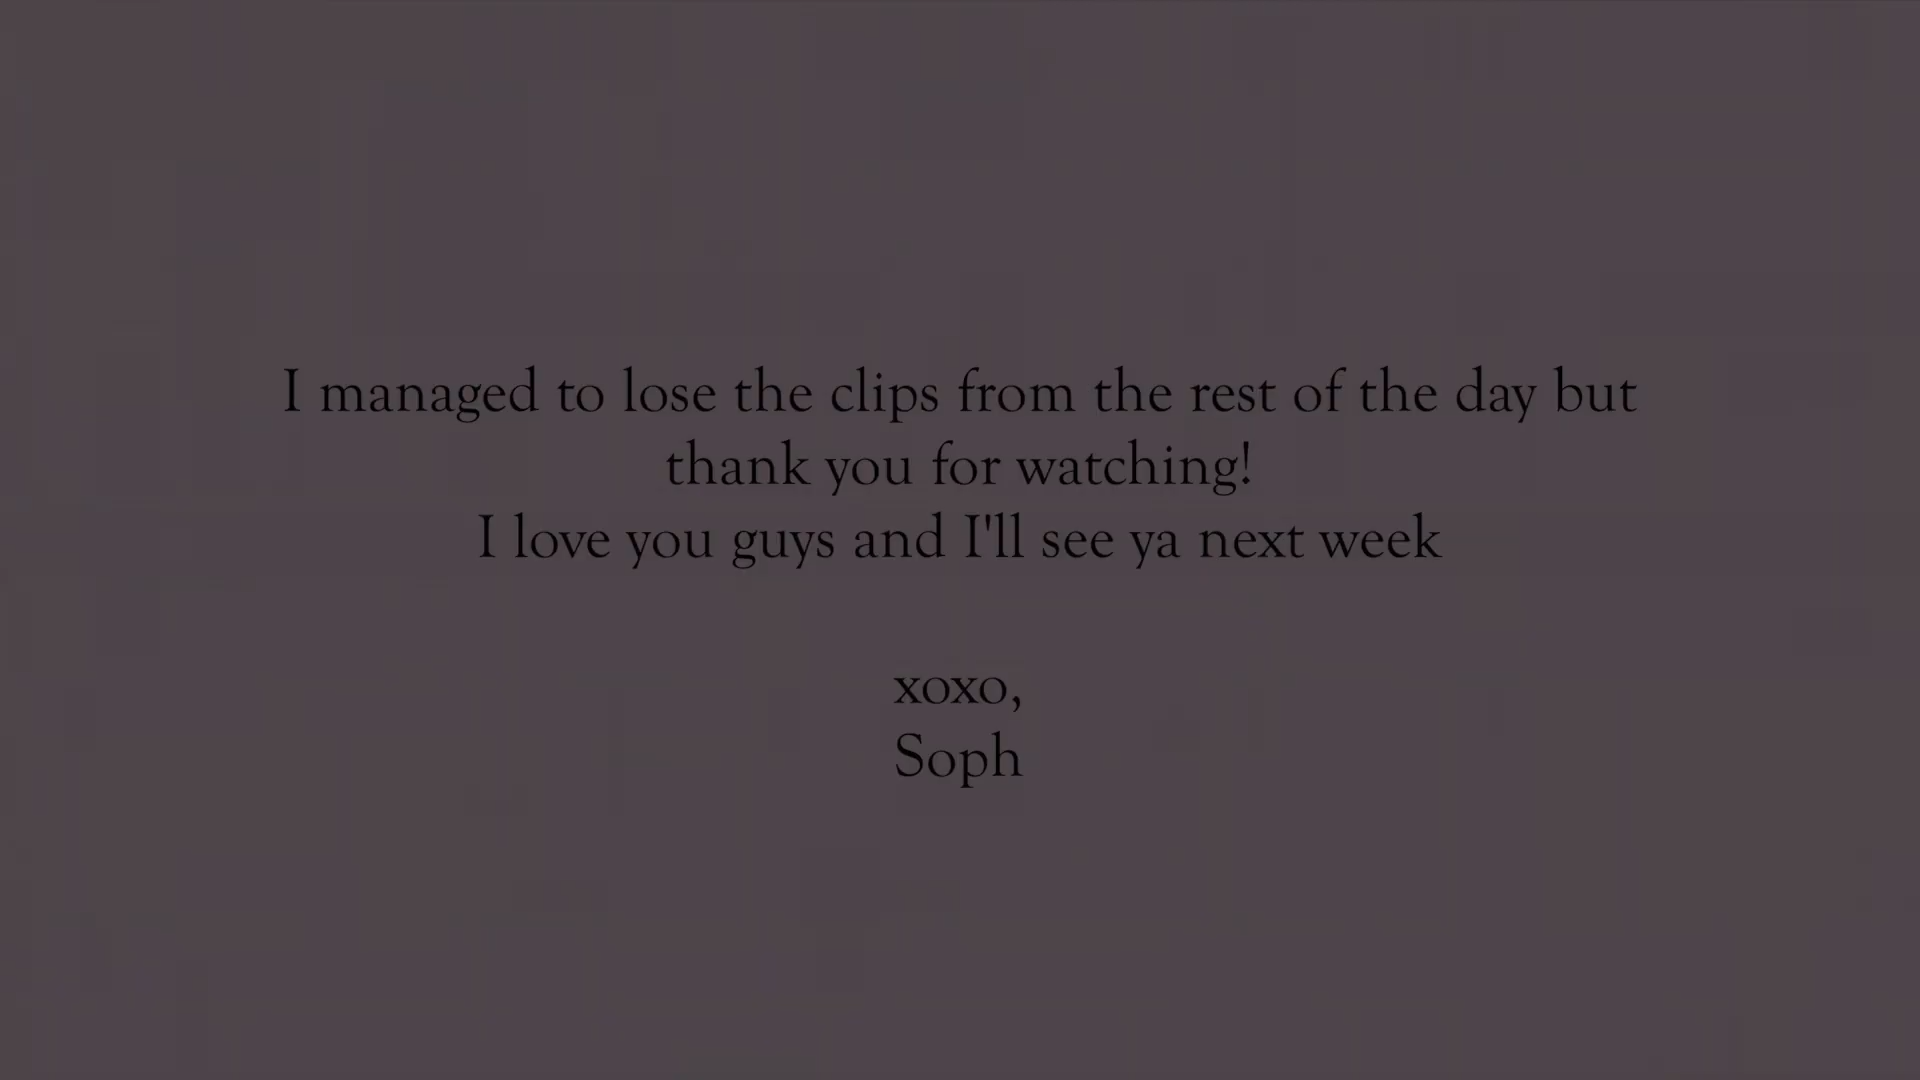 I managed to lose the clips from the rest of the day but
thank you for watching!
I love you guys and I'll see ya next week
xoxo,
Soph